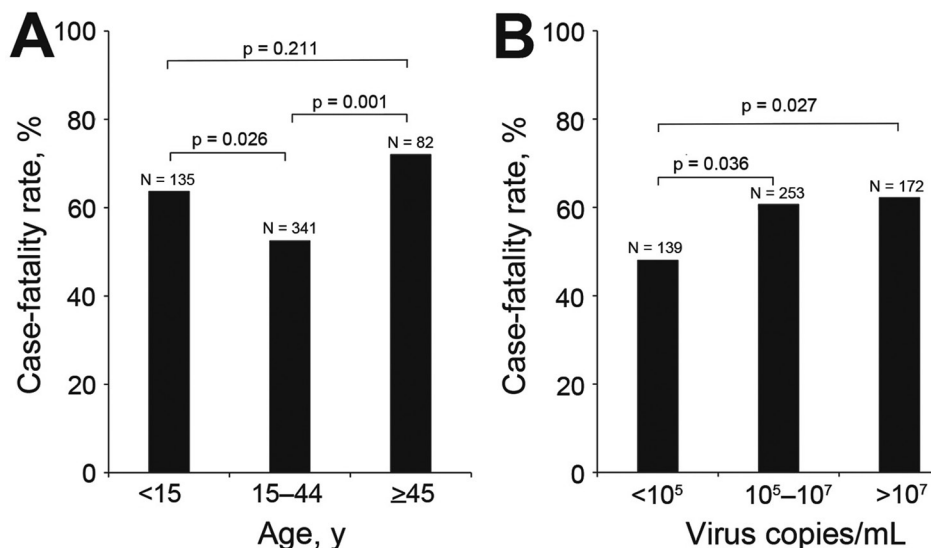 A
Case-fatality rate, %
100
80
60
40
20
0
p = 0.211
p = 0.001
p = 0.026
N = 135
N = 341
N = 82
<15
15–44
≥45
Age, y
B
Case-fatality rate, %
100
80
60
40
20
0
p = 0.027
p = 0.036
N = 139
N = 253
N = 172
<10⁵
10⁵–10⁷
>10⁷
Virus copies/mL